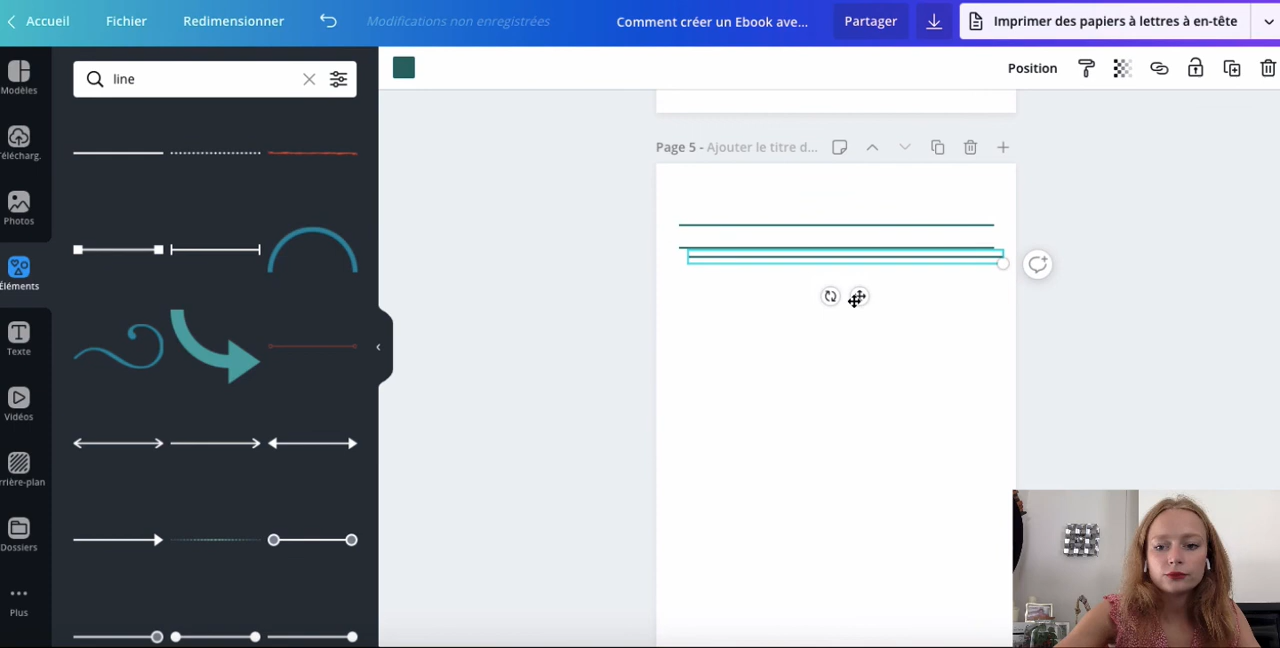 Accueil Fichier Redimensionner Modifications non enregistrées Comment créer un Ebook ave... Partager Imprimer des papiers à lettres à en-tête
line
Position
Modèles
Télécharg.
Photos
Éléments
Texte
Vidéos
rrière-plan
Dossiers
Plus
Page 5 - Ajouter le titre d...